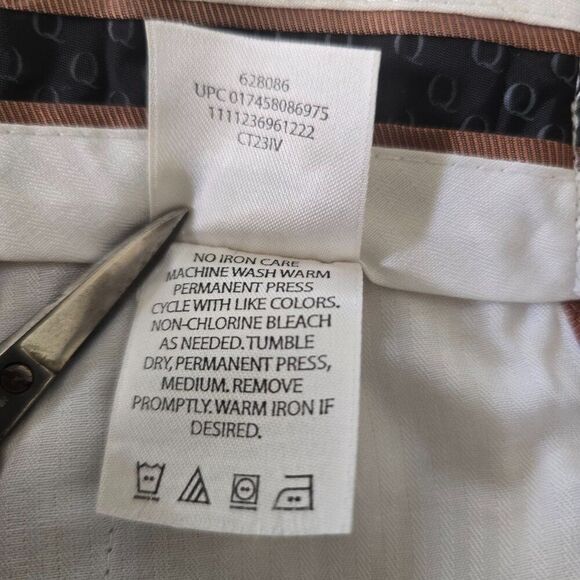 Q Q Q Q Q Q
628086
UPC 017458086975
1111236961222
CT23IV
NO IRON CARE
MACHINE WASH WARM
PERMANENT PRESS
CYCLE WITH LIKE COLORS.
NON-CHLORINE BLEACH
AS NEEDED. TUMBLE
DRY, PERMANENT PRESS,
MEDIUM. REMOVE
PROMPTLY. WARM IRON IF
DESIRED.